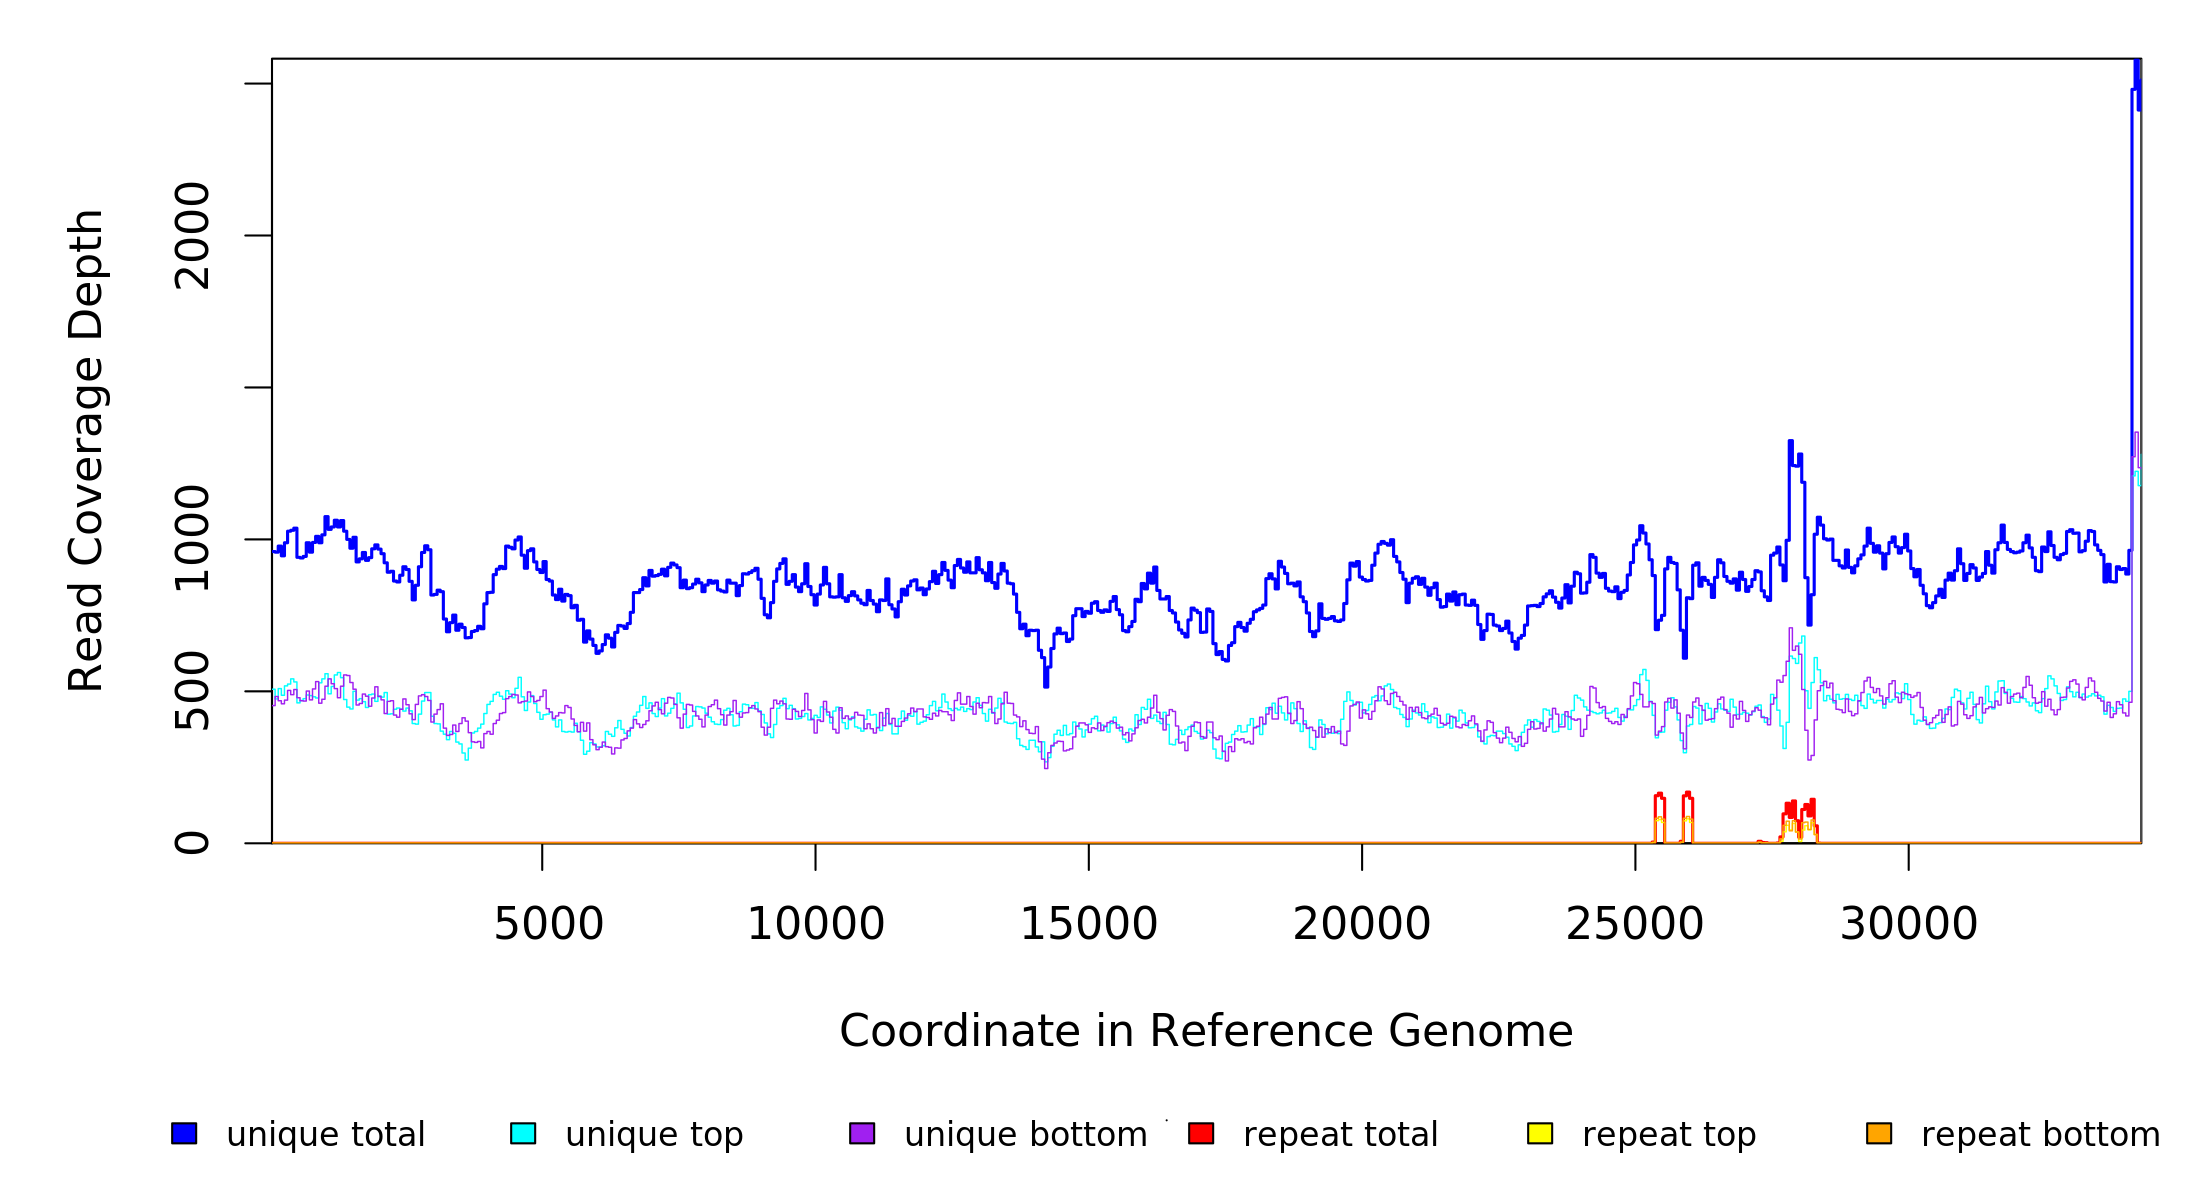 Read Coverage Depth
2000
1000
500
0
5000 10000 15000 20000 25000 30000
Coordinate in Reference Genome
unique total unique top unique bottom repeat total repeat top repeat bottom